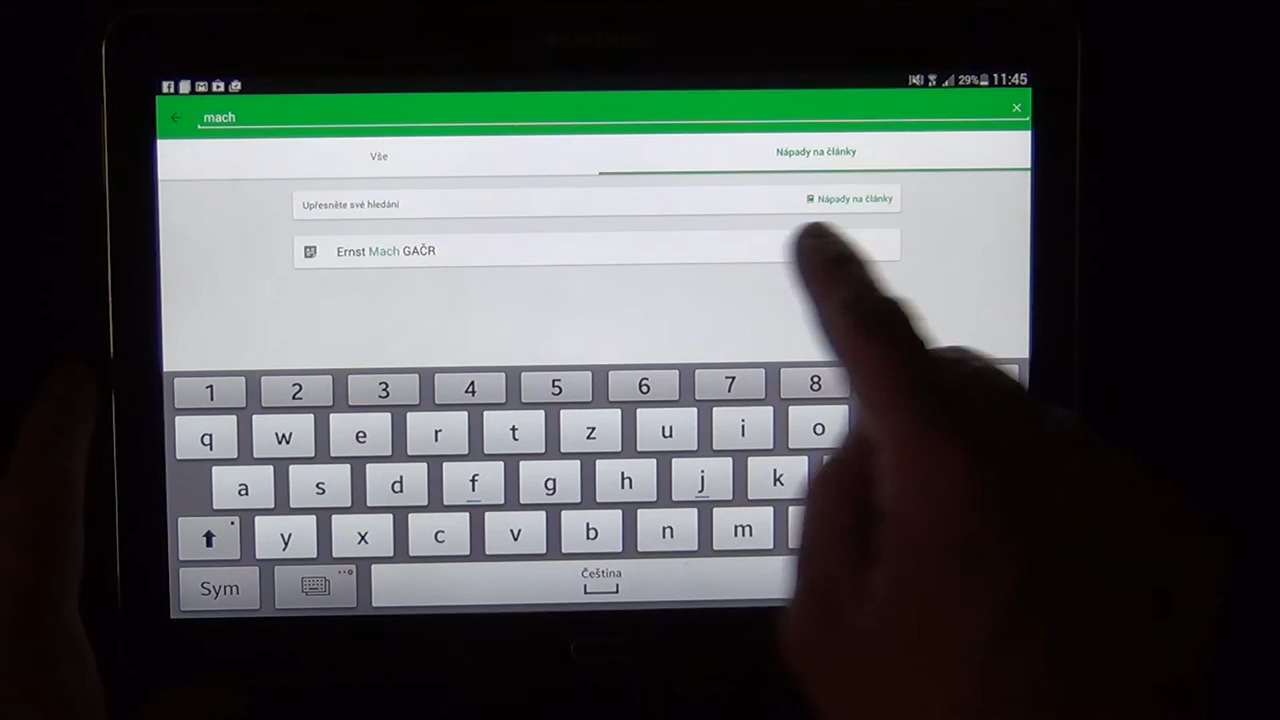 29% 11:45
mach
Vše Nápady na články
Upřesněte své hledání Nápady na články
Ernst Mach GAČR
1 2 3 4 5 6 7 8
q w e r t z u i o
a s d f g h j k
y x c v b n m
Sym Čeština